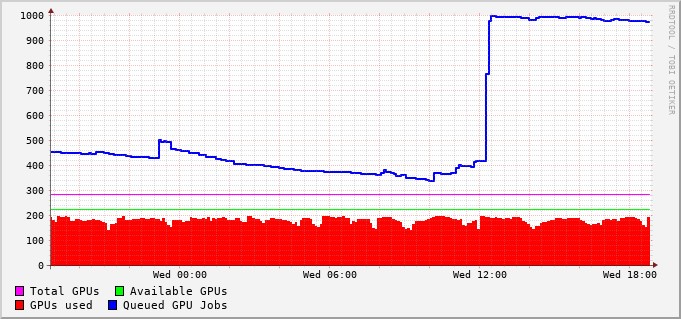 RRDTOOL / TOBI OETIKER
1000
900
800
700
600
500
400
300
200
100
0
Wed 00:00 Wed 06:00 Wed 12:00 Wed 18:00
Total GPUs Available GPUs
GPUs used Queued GPU Jobs